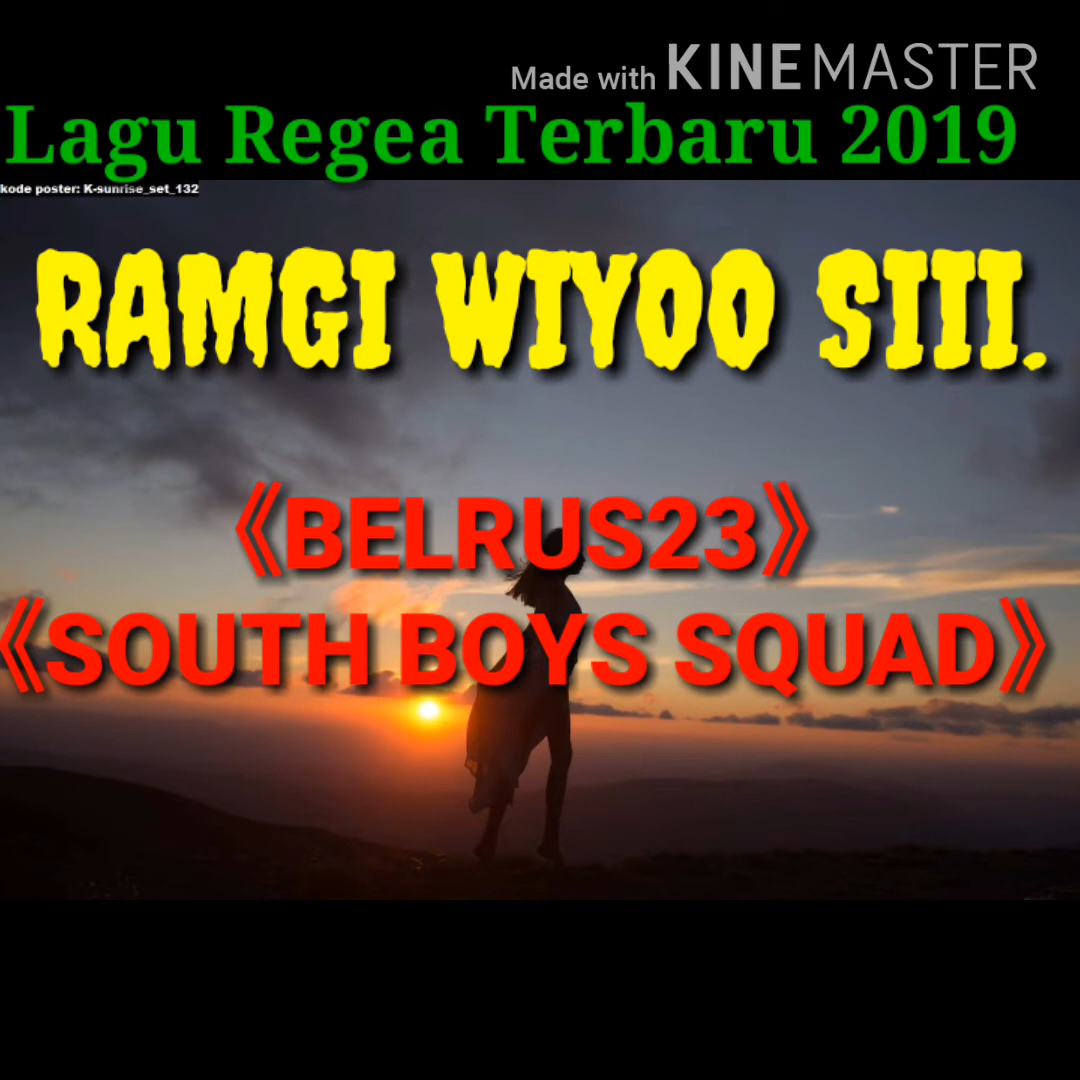 Made with KINEMASTER
Lagu Regea Terbaru 2019
kode poster: K-sunrise_set_132
RAMGI WIYOO SIII.
《BELRUS23》
《SOUTH BOYS SQUAD》